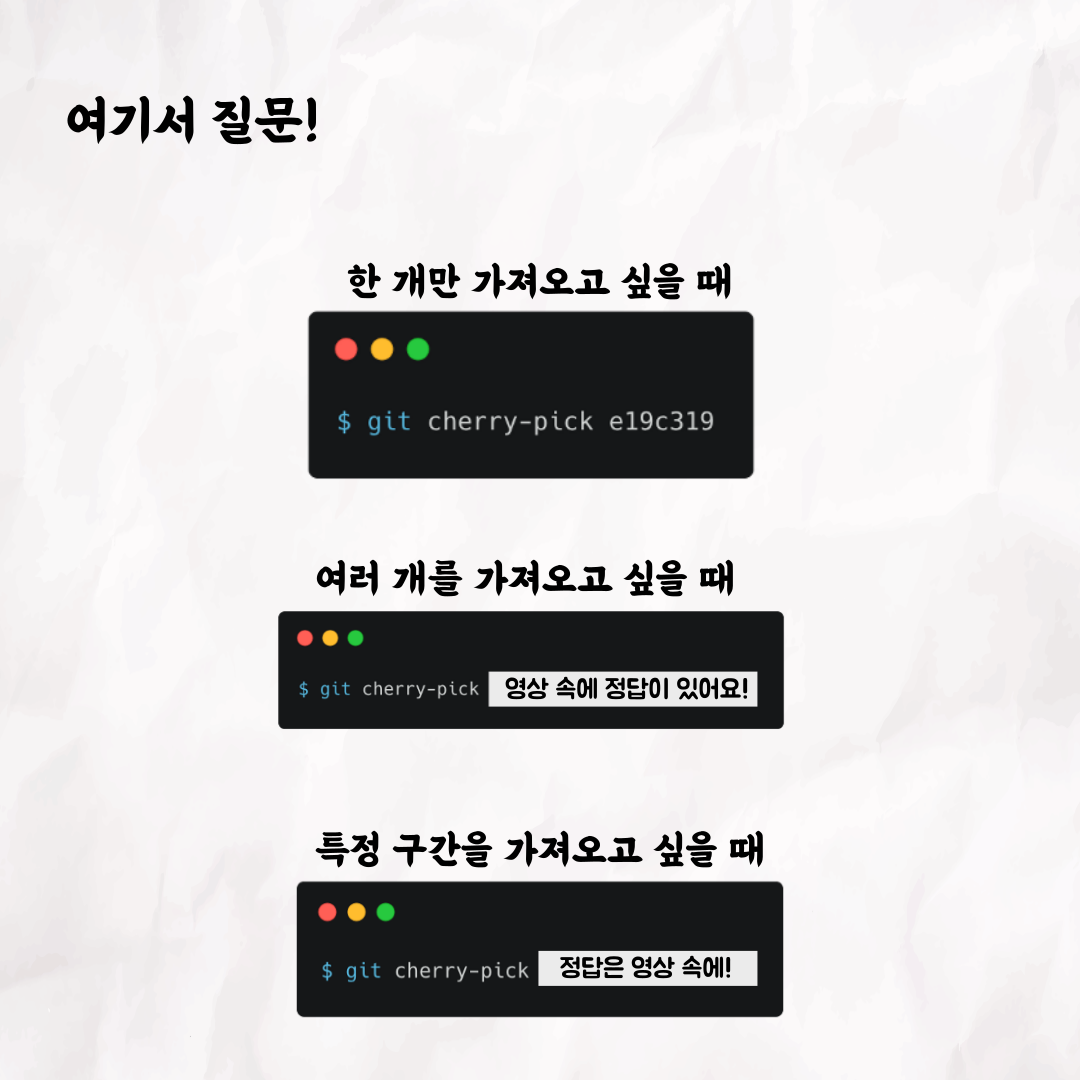 여기서 질문!
한 개만 가져오고 싶을 때
$ git cherry-pick e19c319
여러 개를 가져오고 싶을 때
$ git cherry-pick 영상 속에 정답이 있어요!
특정 구간을 가져오고 싶을 때
$ git cherry-pick 정답은 영상 속에!